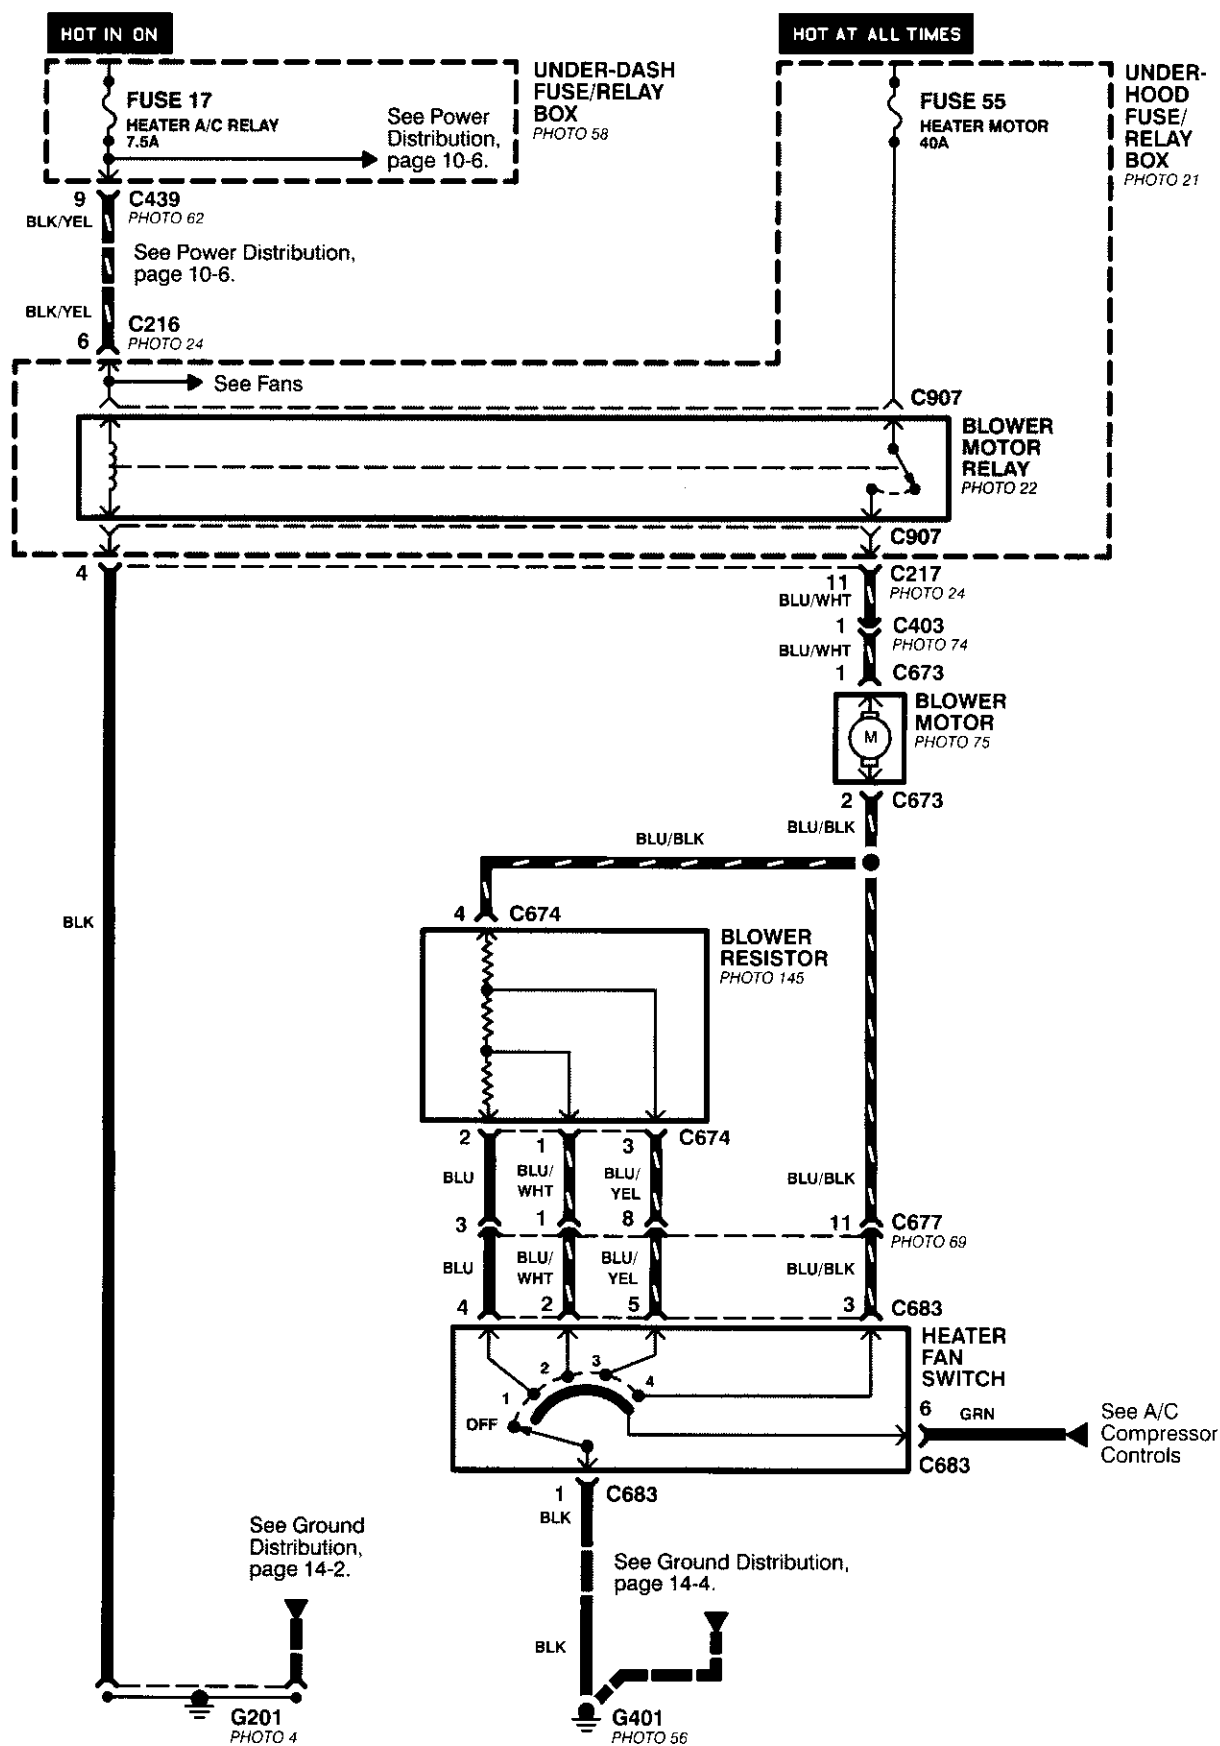 HOT IN ON
HOT AT ALL TIMES
FUSE 17
HEATER A/C RELAY
7.5A
See Power
Distribution,
page 10-6.
UNDER-DASH
FUSE/RELAY
BOX
PHOTO 58
FUSE 55
HEATER MOTOR
40A
UNDER-
HOOD
FUSE/
RELAY
BOX
PHOTO 21
9
C439
PHOTO 62
BLK/YEL
See Power Distribution,
page 10-6.
BLK/YEL
6
C216
PHOTO 24
See Fans
C907
BLOWER
MOTOR
RELAY
PHOTO 22
C907
4
11
C217
PHOTO 24
BLU/WHT
1
C403
PHOTO 74
BLU/WHT
1
C673
BLOWER
MOTOR
PHOTO 75
M
2
C673
BLU/BLK
BLU/BLK
4
C674
BLK
BLOWER
RESISTOR
PHOTO 145
2
1
3
C674
BLU
BLU/
WHT
BLU/
YEL
BLU/BLK
3
1
8
11
C677
PHOTO 69
BLU
BLU/
WHT
BLU/
YEL
BLU/BLK
4
2
5
3
C683
HEATER
FAN
SWITCH
OFF
1
2
3
4
6
GRN
See A/C
Compressor
Controls
C683
1
C683
BLK
See Ground
Distribution,
page 14-2.
See Ground Distribution,
page 14-4.
BLK
G201
PHOTO 4
G401
PHOTO 56